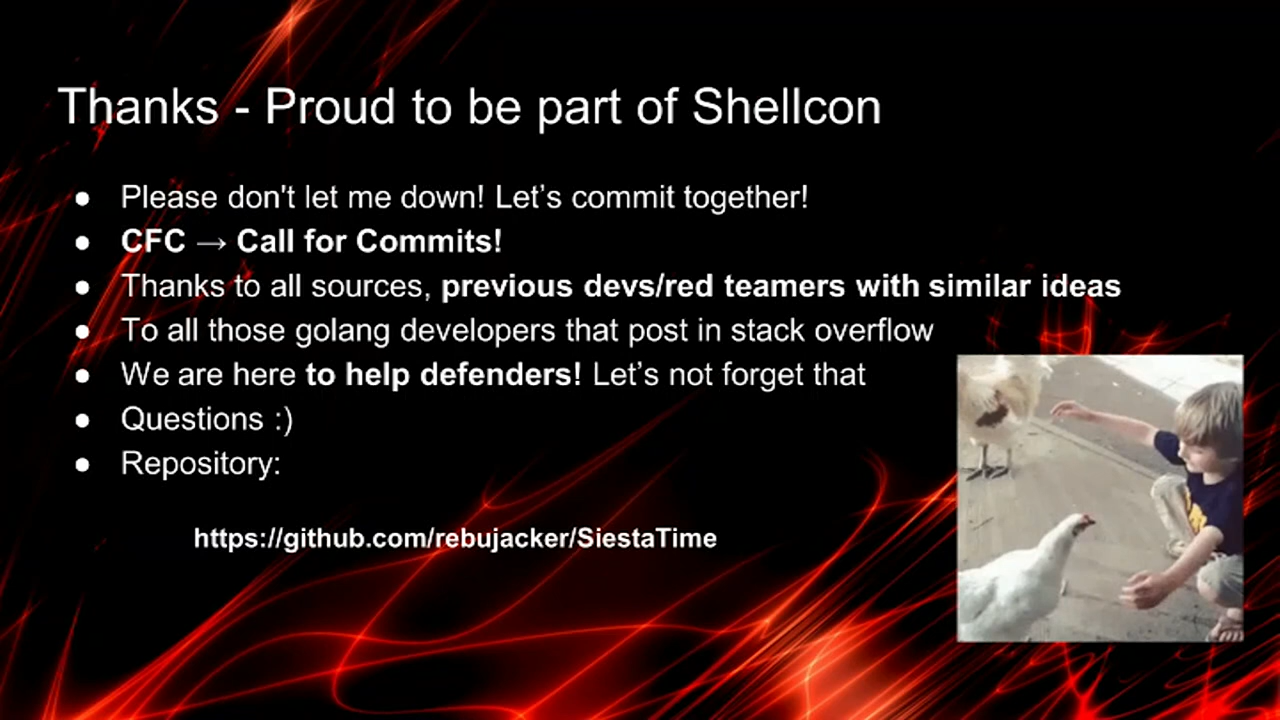 Thanks - Proud to be part of Shellcon
● Please don't let me down! Let’s commit together!
● CFC → Call for Commits!
● Thanks to all sources, previous devs/red teamers with similar ideas
● To all those golang developers that post in stack overflow
● We are here to help defenders! Let’s not forget that
● Questions :)
● Repository:
https://github.com/rebujacker/SiestaTime